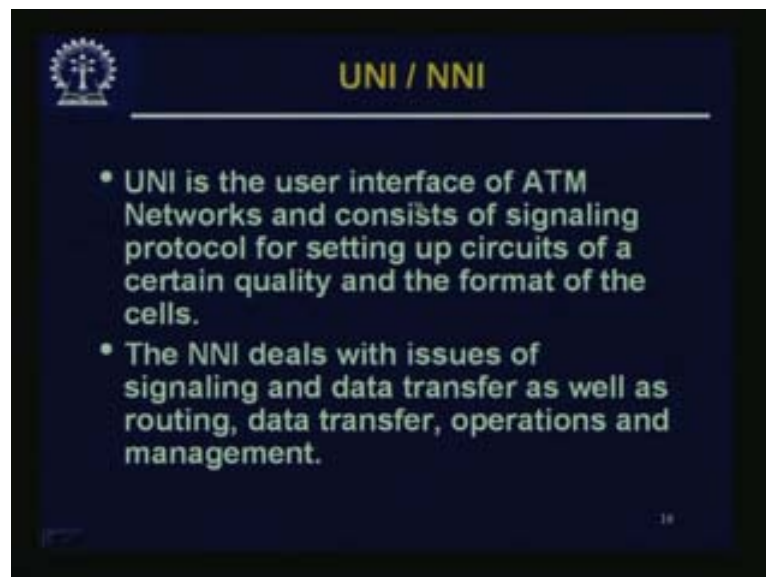 UNI / NNI
• UNI is the user interface of ATM
Networks and consists of signaling
protocol for setting up circuits of a
certain quality and the format of the
cells.
• The NNI deals with issues of
signaling and data transfer as well as
routing, data transfer, operations and
management.